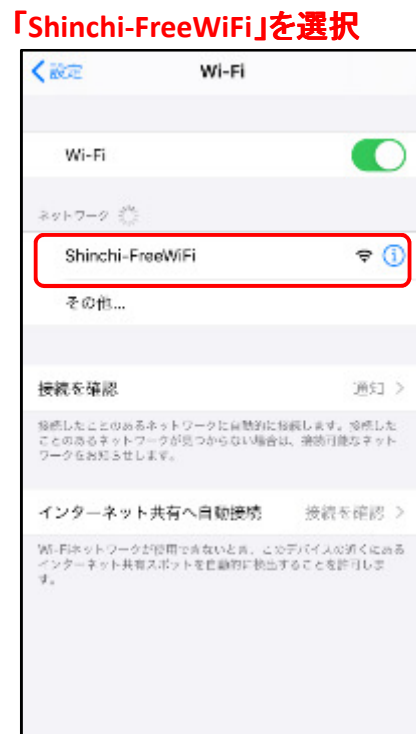 「Shinchi-FreeWiFi」を選択
設定
Wi-Fi
Wi-Fi
ネットワーク
Shinchi-FreeWiFi
その他...
接続を確認
通知
接続したことのあるネットワークに自動的に接続します。接続した
ことのあるネットワークが見つからない場合は、接続可能なネット
ワークをお知らせします。
インターネット共有へ自動接続
接続を確認
Wi-Fiネットワークが使用できないとき、このデバイスの近くにある
インターネット共有スポットを自動的に検出することを許可しま
す。